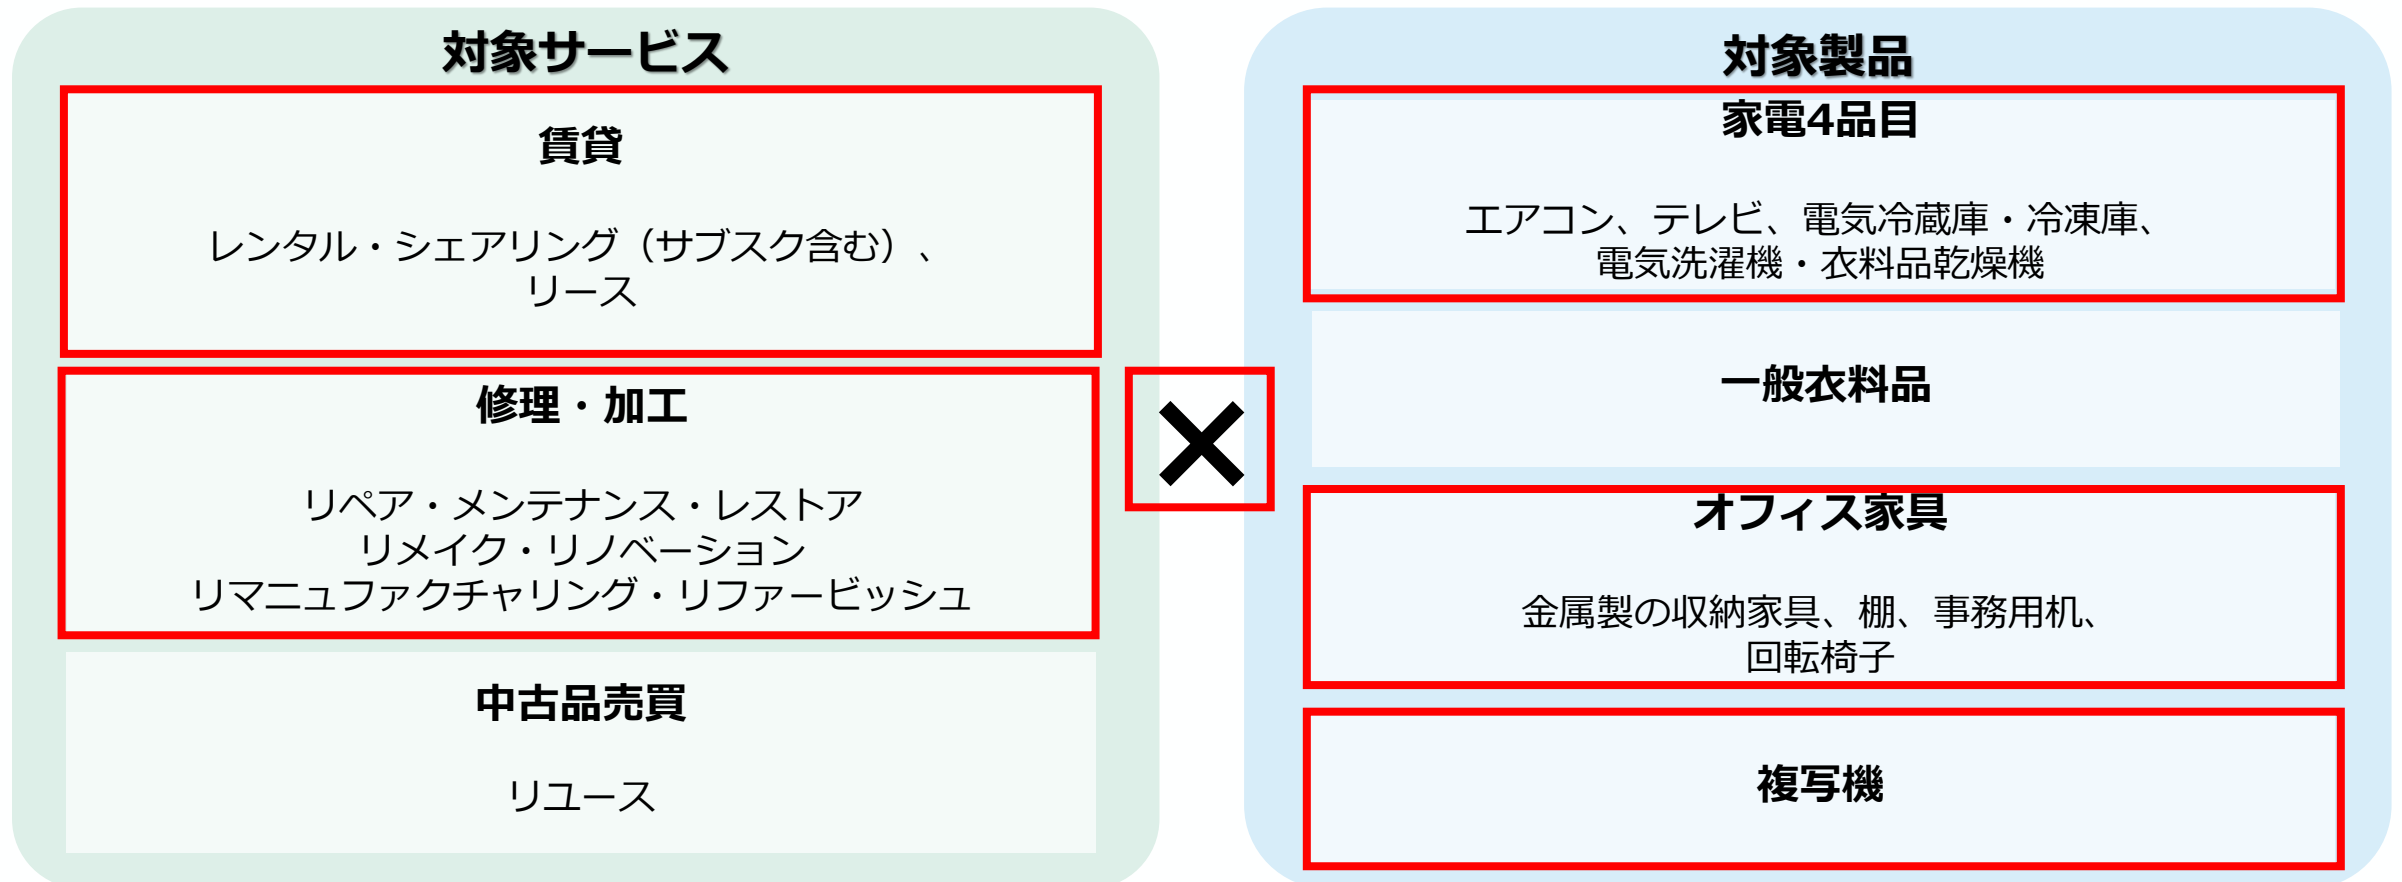 対象サービス
賃貸
レンタル・シェアリング（サブスク含む）、
リース
修理・加工
リペア・メンテナンス・レストア
リメイク・リノベーション
リマニュファクチャリング・リファービッシュ
中古品売買
リユース
×
対象製品
家電4品目
エアコン、テレビ、電気冷蔵庫・冷凍庫、
電気洗濯機・衣料品乾燥機
一般衣料品
オフィス家具
金属製の収納家具、棚、事務用机、
回転椅子
複写機